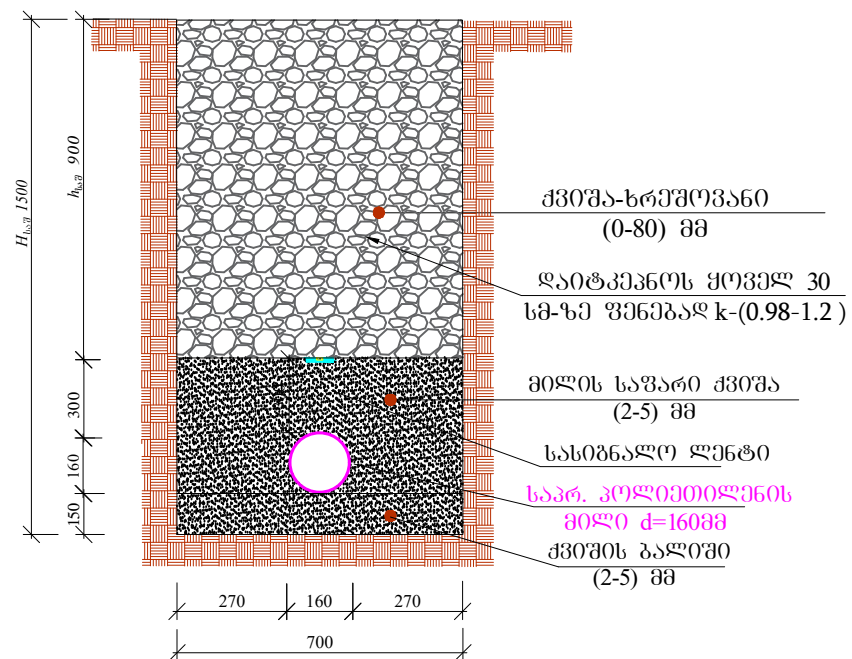 H საშ 1500
h საშ 900
300
160
150
ქვიშა-ხრეშოვანი
(0-80) მმ
დაიტკეპნოს ყოველ 30
სმ-ზე ფენებად k-(0.98-1.2 )
მილის საფარი ქვიშა
(2-5) მმ
სასიგნალო ლენტი
საპრ. პოლიეთილენის
მილი d=160მმ
ქვიშის ბალიში
(2-5) მმ
270
160
270
700